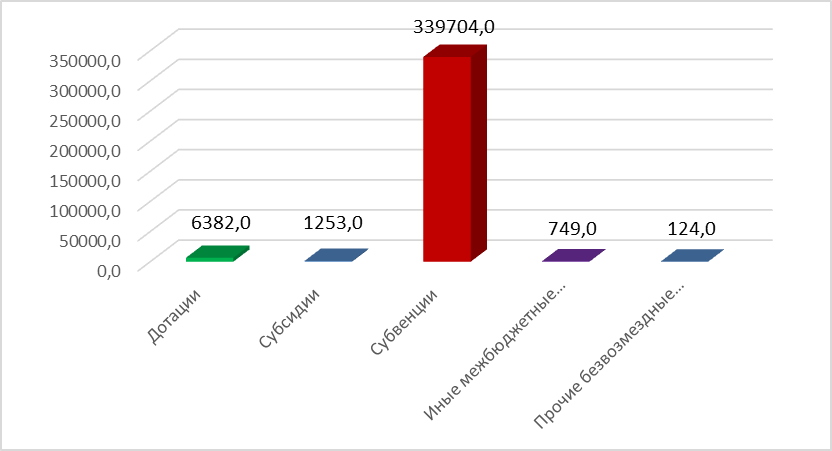 339704,0
350000,0
300000,0
250000,0
200000,0
150000,0
100000,0
50000,0
0,0
6382,0
1253,0
749,0
124,0
Дотации
Субсидии
Субвенции
Иные межбюджетные...
Прочие безвозмездные...